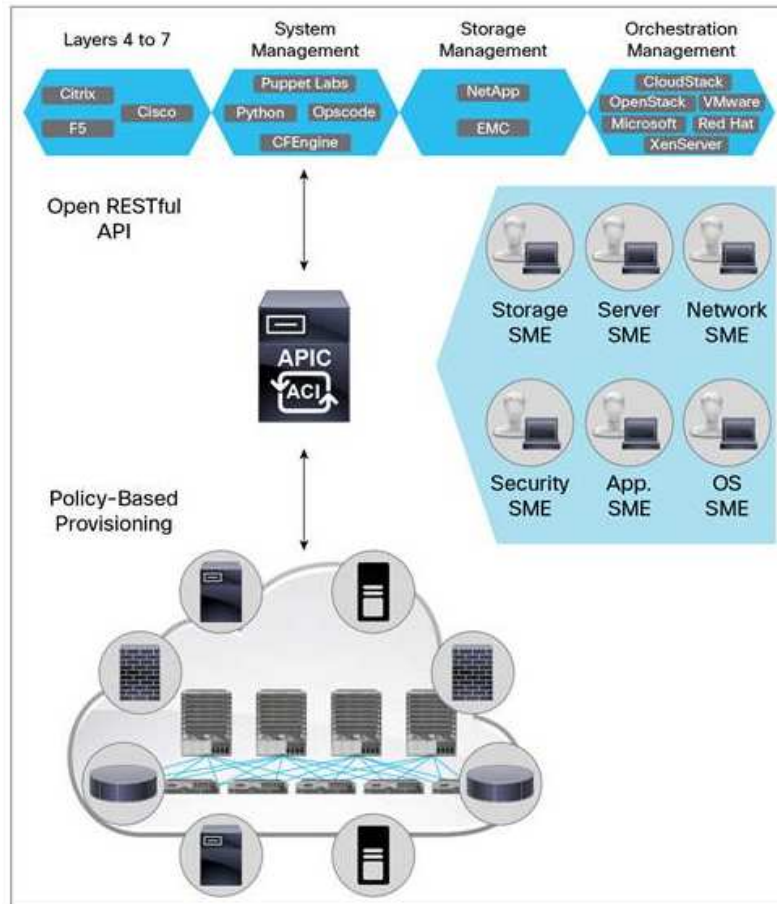 Layers 4 to 7
System
Management
Storage
Management
Orchestration
Management
Citrix
F5
Cisco
Puppet Labs
Python
Opscode
CFEngine
NetApp
EMC
CloudStack
OpenStack
VMware
Microsoft
Red Hat
XenServer
Open RESTful
API
APIC
ACI
Storage
SME
Server
SME
Network
SME
Security
SME
App.
SME
OS
SME
Policy-Based
Provisioning